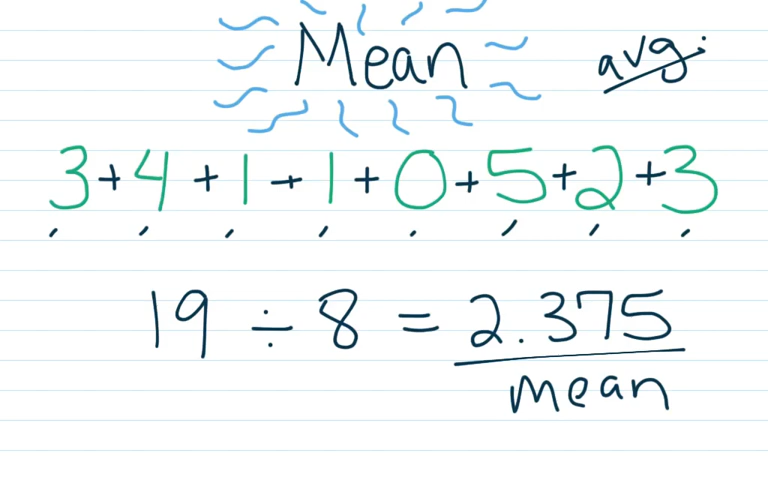 Mean
avg.
3+4+1+1+0+5+2+3
19 ÷ 8 = 2.375
mean